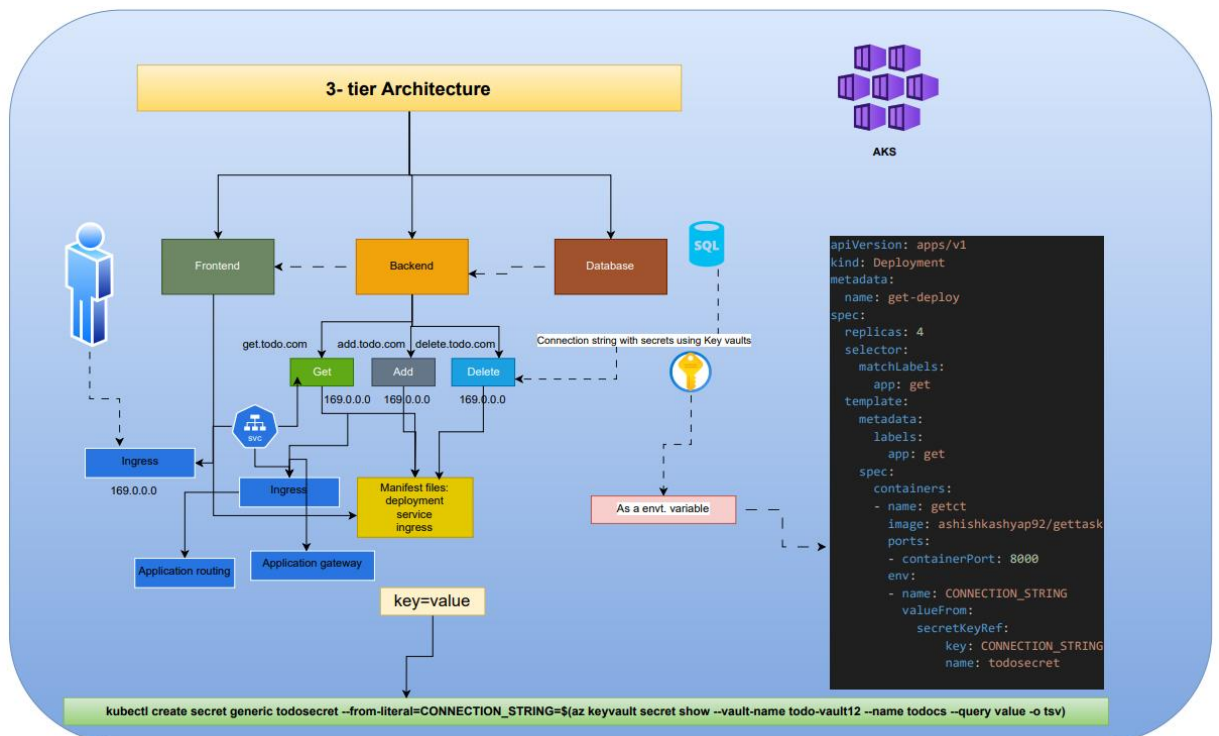 3- tier Architecture
AKS
Frontend
Backend
Database
SQL
get.todo.com
add.todo.com
delete.todo.com
Connection string with secrets using Key vaults
Get
Add
Delete
169.0.0.0
169.0.0.0
169.0.0.0
SVC
Ingress
169.0.0.0
Ingress
Manifest files:
deployment
service
ingress
As a envt. variable
Application routing
Application gateway
key=value
apiVersion: apps/v1
kind: Deployment
metadata:
  name: get-deploy
spec:
  replicas: 4
  selector:
    matchLabels:
      app: get
  template:
    metadata:
      labels:
        app: get
    spec:
      containers:
      - name: getct
        image: ashishkashyap92/gettask
        ports:
        - containerPort: 8000
        env:
        - name: CONNECTION_STRING
          valueFrom:
            secretKeyRef:
                key: CONNECTION_STRING
                name: todosecret
kubectl create secret generic todosecret --from-literal=CONNECTION_STRING=$(az keyvault secret show --vault-name todo-vault12 --name todocs --query value -o tsv)